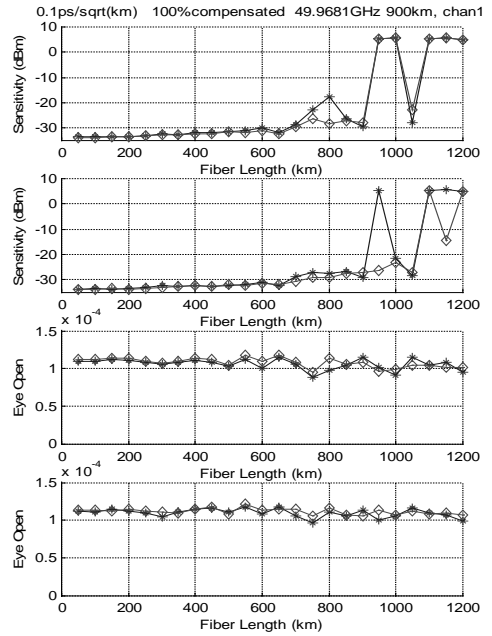 0.1ps/sqrt(km) 100%compensated 49.9681GHz 900km, chan1
10
0
-10
-20
-30
Sensitivity (dBm)
0 200 400 600 800 1000 1200
Fiber Length (km)
10
0
-10
-20
-30
Sensitivity (dBm)
0 200 400 600 800 1000 1200
Fiber Length (km)
x 10-4
1.5
1
0.5
0
Eye Open
0 200 400 600 800 1000 1200
Fiber Length (km)
x 10-4
1.5
1
0.5
0
Eye Open
0 200 400 600 800 1000 1200
Fiber Length (km)